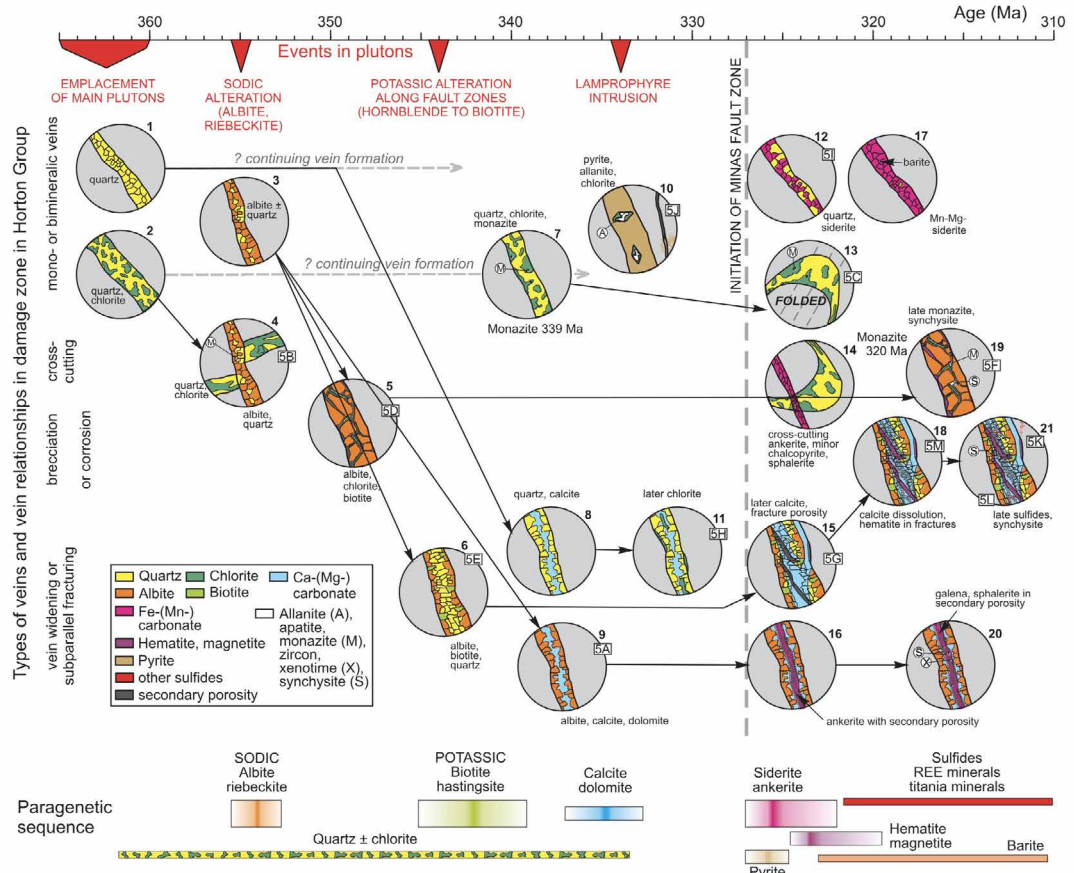 360
350
340
330
320
Age (Ma)
310
Events in plutons
EMPLACEMENT
OF MAIN PLUTONS
SODIC
ALTERATION
(ALBITE,
RIEBECKITE)
POTASSIC ALTERATION
ALONG FAULT ZONES
(HORNBLENDE TO BIOTITE)
LAMPROPHYRE
INTRUSION
INITIATION OF MINAS FAULT ZONE
Types of veins and vein relationships in damage zone in Horton Group
mono- or bimineralic veins
cross-
cutting
brecciation
or corrosion
vein widening or
subparallel fracturing
1
quartz
? continuing vein formation
2
quartz,
chlorite
? continuing vein formation
3
albite ±
quartz
4
M
5B
quartz,
chlorite
albite,
quartz
5
5D
albite,
chlorite,
biotite
6
5E
albite,
biotite,
quartz
quartz, chlorite,
monazite
7
M
Monazite 339 Ma
pyrite,
allanite,
chlorite
10
5J
A
quartz, calcite
8
later chlorite
11
5H
9
5A
albite, calcite, dolomite
12
5I
quartz,
siderite
17
barite
Mn-Mg-
siderite
13
M
5C
FOLDED
14
cross-cutting
ankerite, minor
chalcopyrite,
sphalerite
late monazite,
synchysite
Monazite
320 Ma
19
M
5F
S
18
5M
calcite dissolution,
hematite in fractures
21
5K
S
5L
late sulfides,
synchysite
later calcite,
fracture porosity
15
5G
16
ankerite with secondary porosity
galena, sphalerite in
secondary porosity
20
S
X
Quartz
Chlorite
Ca-(Mg-)
carbonate
Albite
Biotite
Fe-(Mn-)
carbonate
Hematite, magnetite
Pyrite
other sulfides
secondary porosity
Allanite (A),
apatite,
monazite (M),
zircon,
xenotime (X),
synchysite (S)
Paragenetic
sequence
SODIC
Albite
riebeckite
POTASSIC
Biotite
hastingsite
Calcite
dolomite
Siderite
ankerite
Sulfides
REE minerals
titania minerals
Quartz ± chlorite
Hematite
magnetite
Pyrite
Barite